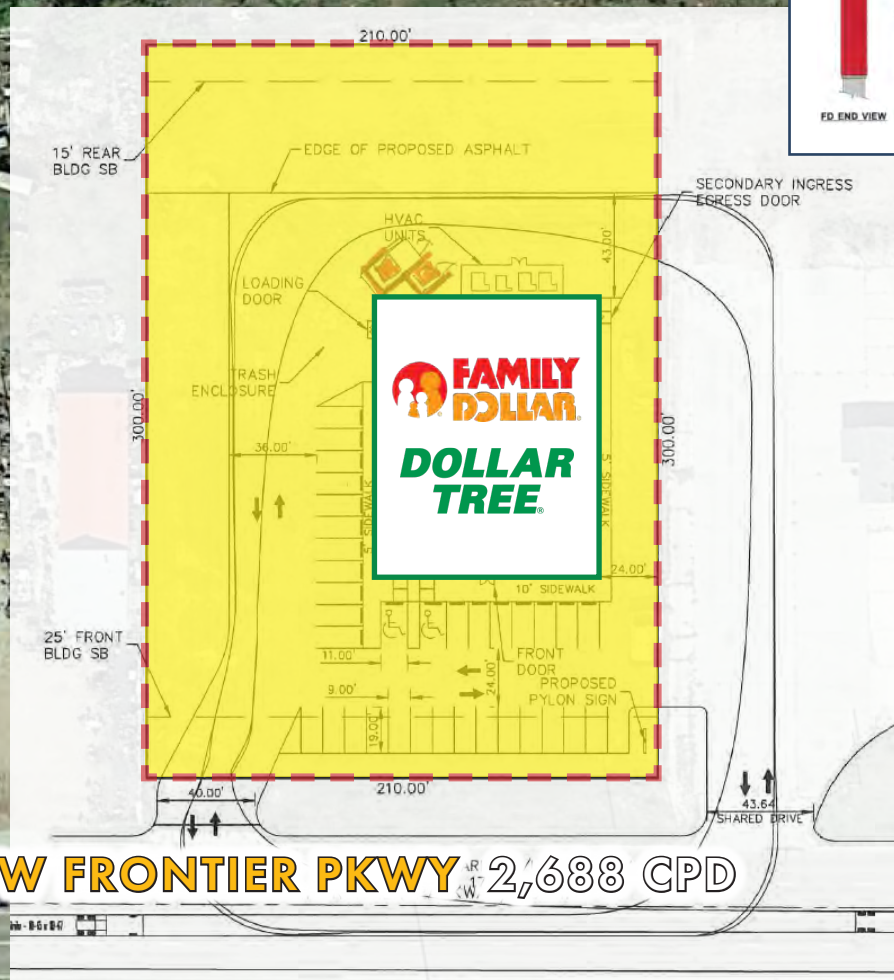 210.00'
FD END VIEW
15' REAR
BLDG SB
EDGE OF PROPOSED ASPHALT
SECONDARY INGRESS
EGRESS DOOR
HVAC
UNITS
43.00'
LOADING
DOOR
TRASH
ENCLOSURE
FAMILY
DOLLAR
DOLLAR
TREE
300.00'
300.00'
36.00'
5' SIDEWALK
5' SIDEWALK
24.00'
10' SIDEWALK
25' FRONT
BLDG SB
11.00'
FRONT
DOOR
24.00'
9.00'
PROPOSED
PYLON SIGN
19.00'
210.00'
40.00'
43.64
SHARED DRIVE
W FRONTIER PKWY 2,688 CPD